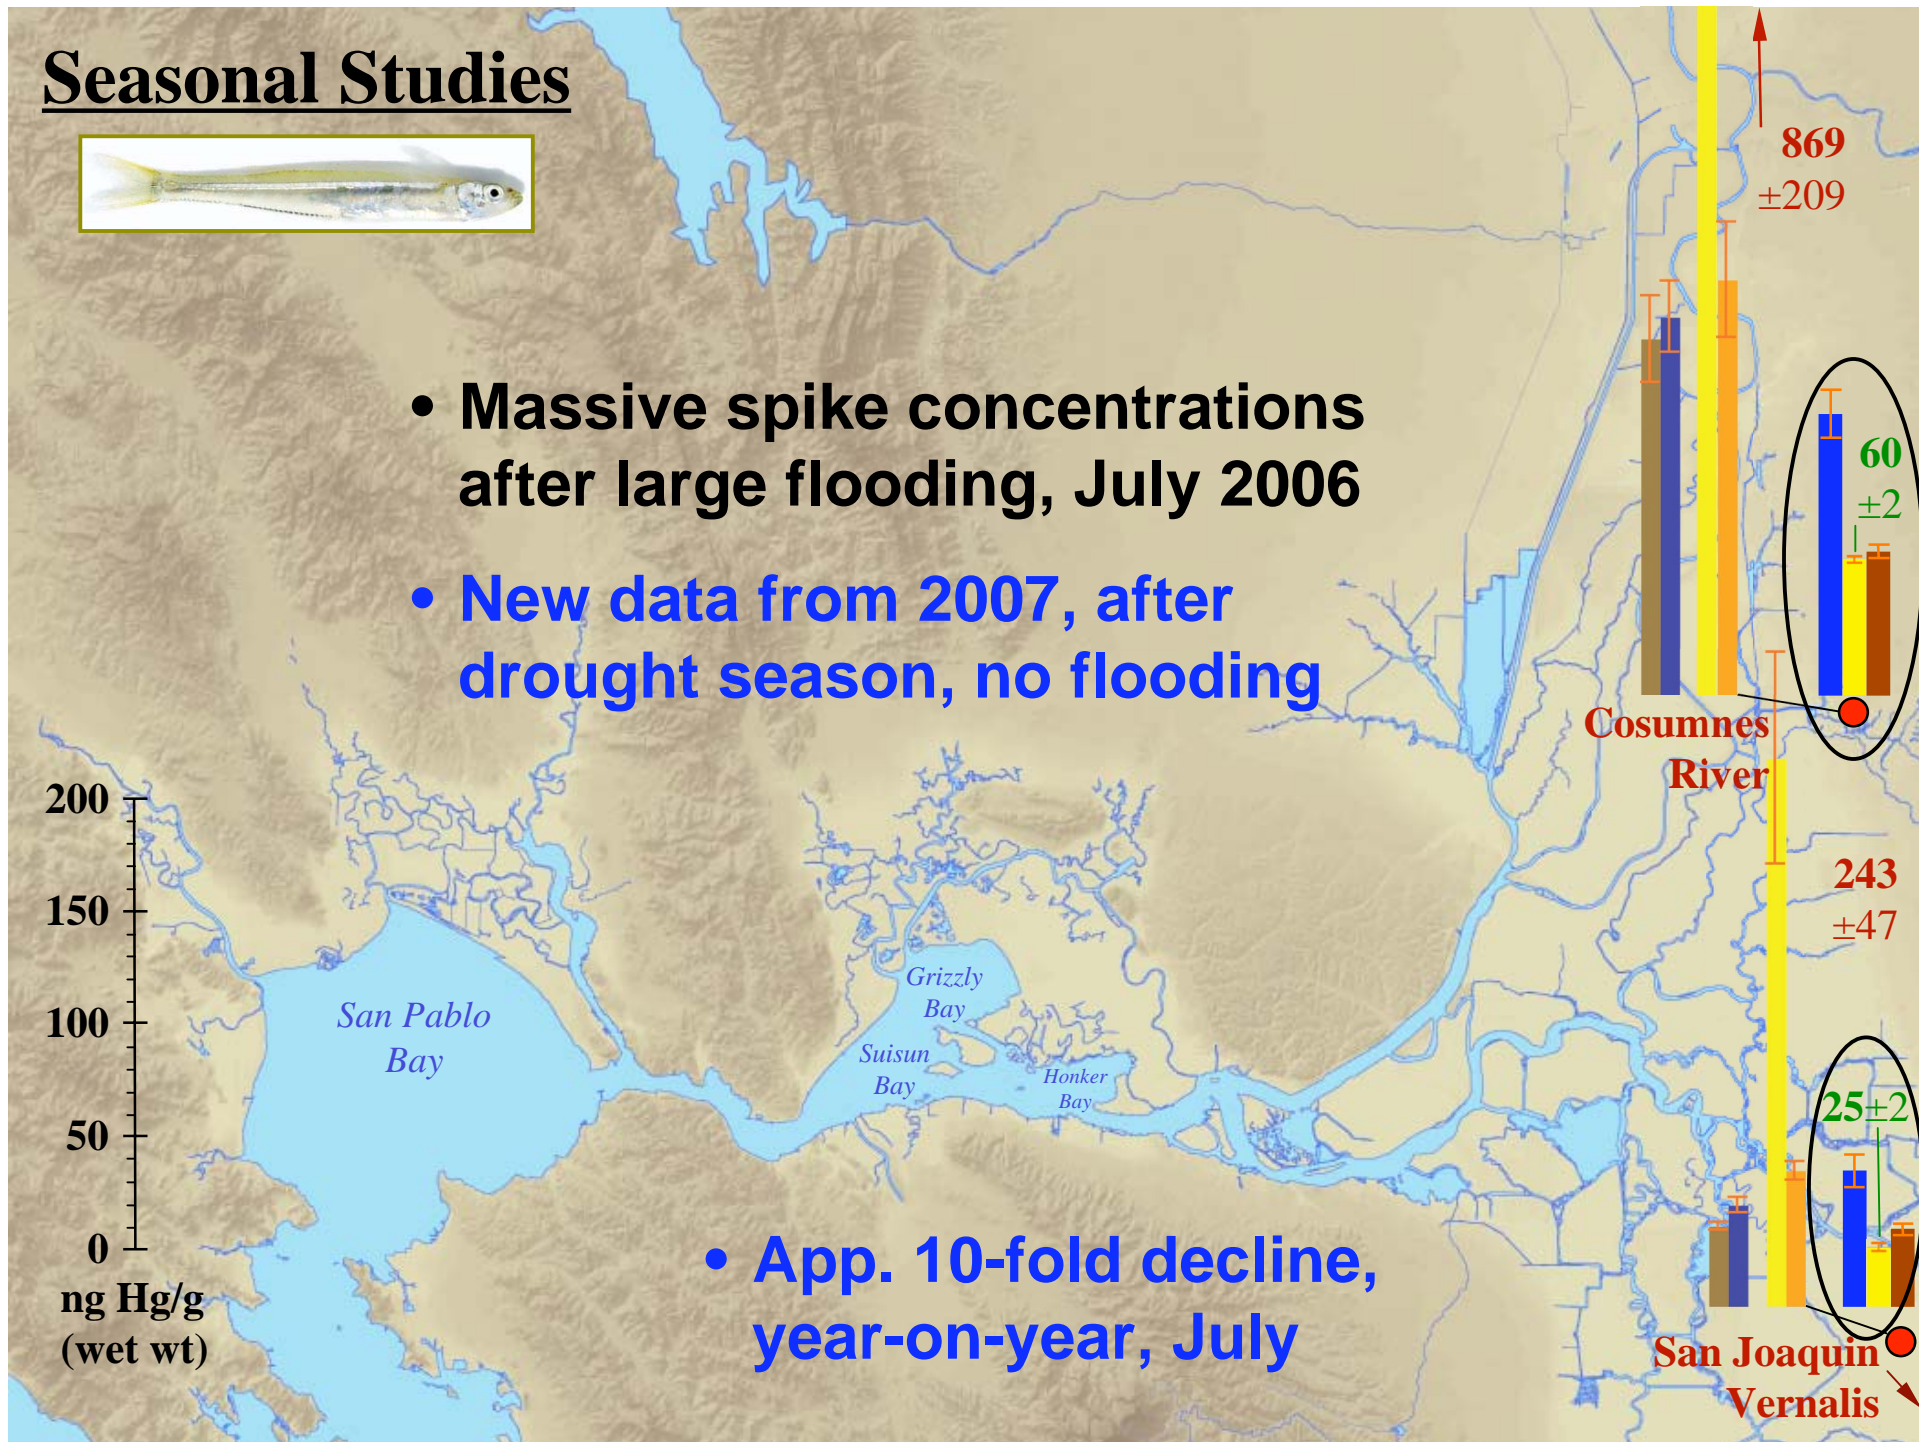 Seasonal Studies
• Massive spike concentrations
after large flooding, July 2006
• New data from 2007, after
drought season, no flooding
869
±209
60
±2
Cosumnes
River
200
150
100
50
0
ng Hg/g
(wet wt)
San Pablo
Bay
Grizzly
Bay
Suisun
Bay
Honker
Bay
243
±47
25±2
• App. 10-fold decline,
year-on-year, July
San Joaquin
Vernalis